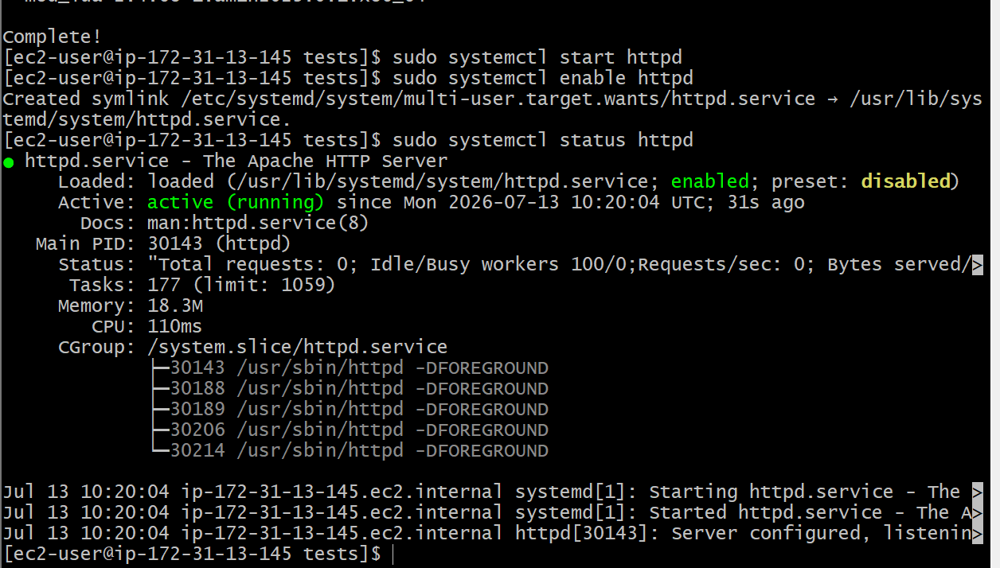 Complete!
[ec2-user@ip-172-31-13-145 tests]$ sudo systemctl start httpd
[ec2-user@ip-172-31-13-145 tests]$ sudo systemctl enable httpd
Created symlink /etc/systemd/system/multi-user.target.wants/httpd.service → /usr/lib/sys
temd/system/httpd.service.
[ec2-user@ip-172-31-13-145 tests]$ sudo systemctl status httpd
● httpd.service - The Apache HTTP Server
     Loaded: loaded (/usr/lib/systemd/system/httpd.service; enabled; preset: disabled)
     Active: active (running) since Mon 2026-07-13 10:20:04 UTC; 31s ago
       Docs: man:httpd.service(8)
   Main PID: 30143 (httpd)
     Status: "Total requests: 0; Idle/Busy workers 100/0;Requests/sec: 0; Bytes served/>
      Tasks: 177 (limit: 1059)
     Memory: 18.3M
        CPU: 110ms
     CGroup: /system.slice/httpd.service
             ├─30143 /usr/sbin/httpd -DFOREGROUND
             ├─30188 /usr/sbin/httpd -DFOREGROUND
             ├─30189 /usr/sbin/httpd -DFOREGROUND
             ├─30206 /usr/sbin/httpd -DFOREGROUND
             └─30214 /usr/sbin/httpd -DFOREGROUND
Jul 13 10:20:04 ip-172-31-13-145.ec2.internal systemd[1]: Starting httpd.service - The >
Jul 13 10:20:04 ip-172-31-13-145.ec2.internal systemd[1]: Started httpd.service - The A>
Jul 13 10:20:04 ip-172-31-13-145.ec2.internal httpd[30143]: Server configured, listenin>
[ec2-user@ip-172-31-13-145 tests]$